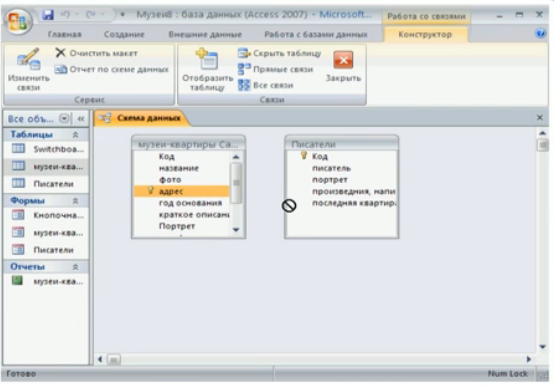 Музеи8 : база данных (Access 2007) - Microsoft...
Работа со связями
Главная Создание Внешние данные Работа с базами данных Конструктор
Изменить связи
Очистить макет
Отчет по схеме данных
Сервис
Отобразить таблицу
Скрыть таблицу
Прямые связи
Все связи
Закрыть
Связи
Все объ...
Таблицы
Switchboa...
музеи-ква...
Писатели
Формы
Кнопочна...
музеи-ква...
Писатели
Отчеты
музеи-ква...
Схема данных
музеи-квартиры Са...
Код
название
фото
адрес
год основания
краткое описани
Портрет
Писатели
Код
писатель
портрет
произведния, напи
последняя квартир
Готово
Num Lock